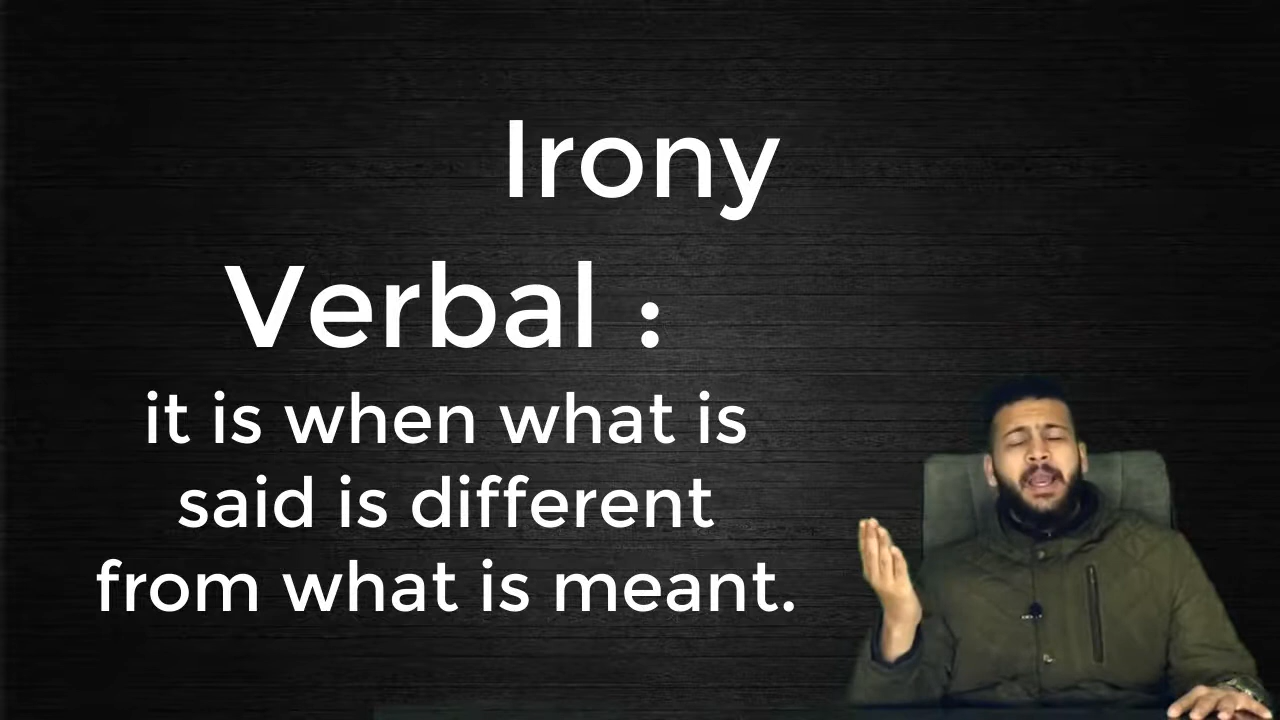 Irony
Verbal :
it is when what is
said is different
from what is meant.